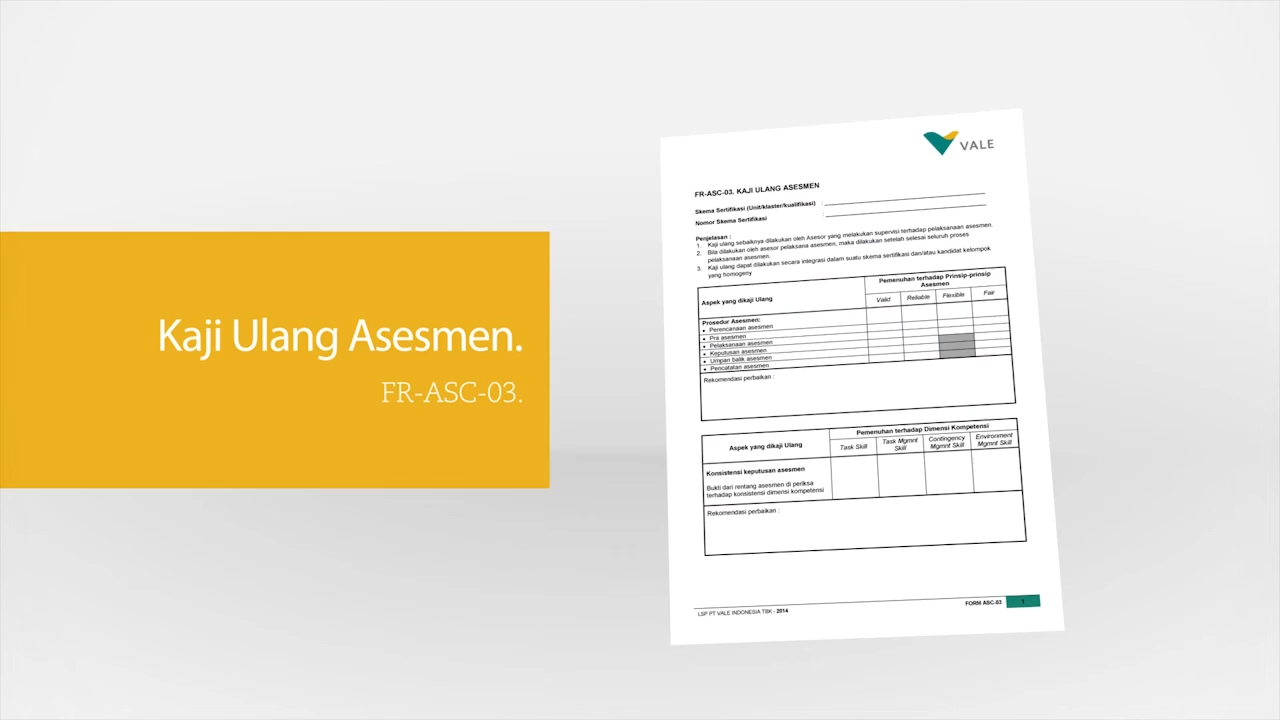 Kaji Ulang Asesmen.
FR-ASC-03.
VALE
FR-ASC-03. KAJI ULANG ASESMEN
Skema Sertifikasi (Unit/klaster/kualifikasi) :
Nomor Skema Sertifikasi :
Penjelasan :
1. Kaji ulang sebaiknya dilakukan oleh Asesor yang melakukan supervisi terhadap pelaksanaan asesmen.
2. Bila dilakukan oleh asesor pelaksana asesmen, maka dilakukan setelah selesai seluruh proses
pelaksanaan asesmen.
3. Kaji ulang dapat dilakukan secara integrasi dalam suatu skema sertifikasi dan/atau kandidat kelompok
yang homogeny
Aspek yang dikaji Ulang
Pemenuhan terhadap Prinsip-prinsip
Asesmen
Valid Reliable Flexible Fair
Prosedur Asesmen:
• Perencanaan asesmen
• Pra asesmen
• Pelaksanaan asesmen
• Keputusan asesmen
• Umpan balik asesmen
• Pencatatan asesmen
Rekomendasi perbaikan :
Aspek yang dikaji Ulang
Pemenuhan terhadap Dimensi Kompetensi
Task Skill Task Mgmnt Contingency Environment
Skill Mgmnt Skill Mgmnt Skill
Konsistensi keputusan asesmen
Bukti dari rentang asesmen di periksa
terhadap konsistensi dimensi kompetensi
Rekomendasi perbaikan :
LSP PT VALE INDONESIA TBK - 2014
FORM ASC-03 1